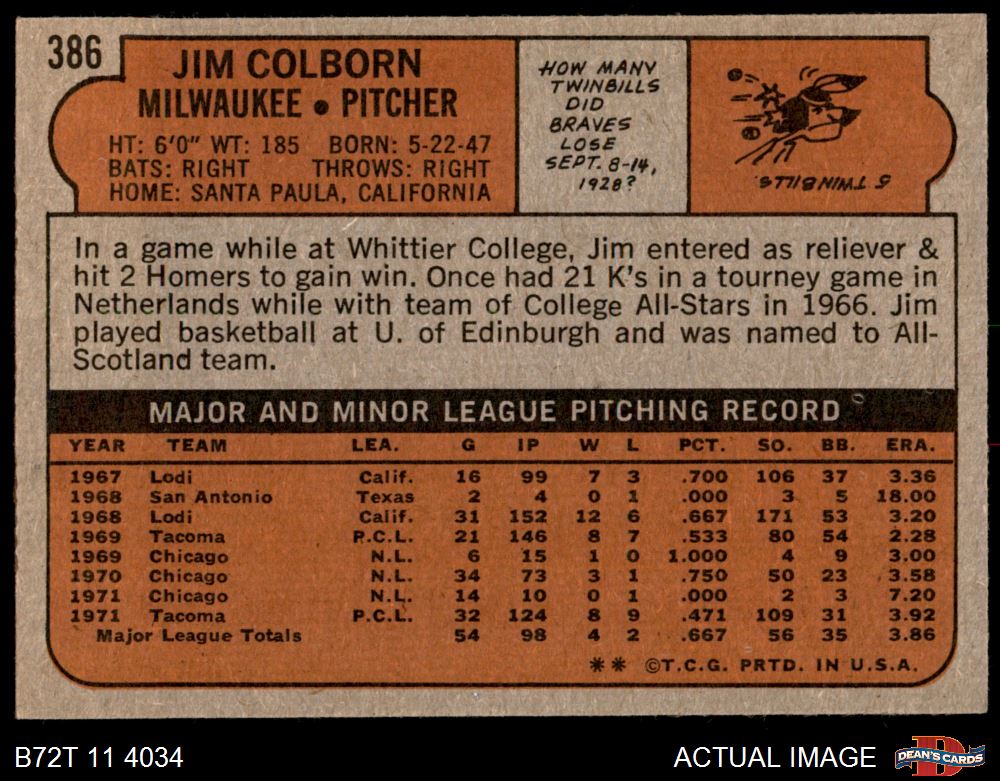 386
JIM COLBORN
MILWAUKEE • PITCHER
HT: 6'0" WT: 185 BORN: 5-22-47
BATS: RIGHT THROWS: RIGHT
HOME: SANTA PAULA, CALIFORNIA
HOW MANY
TWINBILLS
DID
BRAVES
LOSE
SEPT. 8-14,
1928?
5 TWINBILLS.
In a game while at Whittier College, Jim entered as reliever &
hit 2 Homers to gain win. Once had 21 K's in a tourney game in
Netherlands while with team of College All-Stars in 1966. Jim
played basketball at U. of Edinburgh and was named to All-
Scotland team.
MAJOR AND MINOR LEAGUE PITCHING RECORD
YEAR TEAM LEA. G IP W L PCT. SO. BB. ERA.
1967 Lodi Calif. 16 99 7 3 .700 106 37 3.36
1968 San Antonio Texas 2 4 0 1 .000 3 5 18.00
1968 Lodi Calif. 31 152 12 6 .667 171 53 3.20
1969 Tacoma P.C.L. 21 146 8 7 .533 80 54 2.28
1969 Chicago N.L. 6 15 1 0 1.000 4 9 3.00
1970 Chicago N.L. 34 73 3 1 .750 50 23 3.58
1971 Chicago N.L. 14 10 0 1 .000 2 3 7.20
1971 Tacoma P.C.L. 32 124 8 9 .471 109 31 3.92
Major League Totals 54 98 4 2 .667 56 35 3.86
** ©T.C.G. PRTD. IN U.S.A.
B72T 11 4034
ACTUAL IMAGE
DEAN'S CARDS